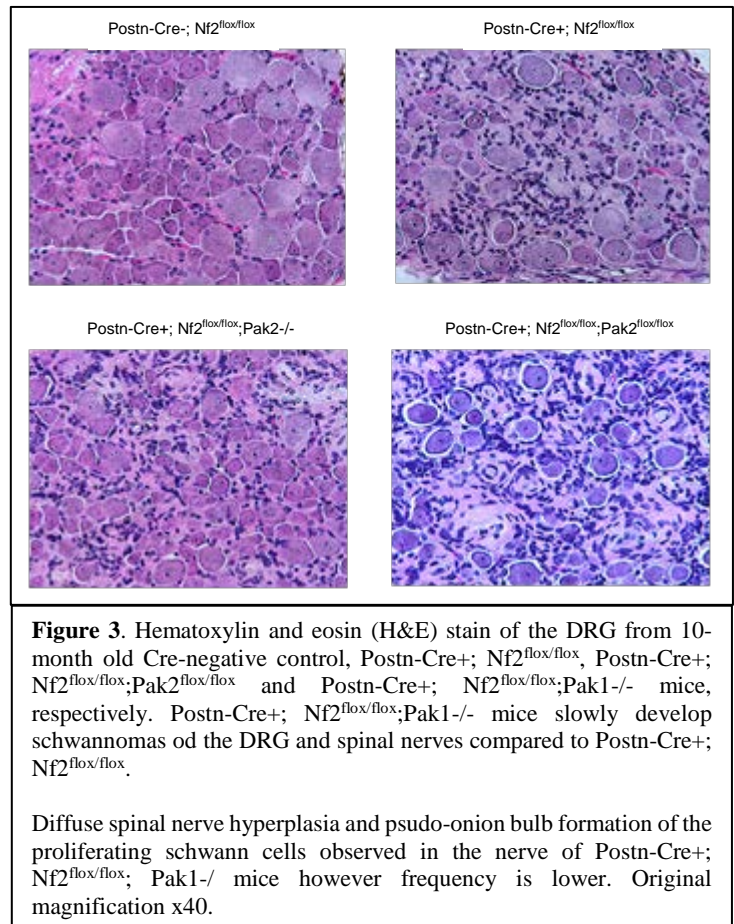 Postn-Cre-; Nf2flox/flox
Postn-Cre+; Nf2flox/flox
Postn-Cre+; Nf2flox/flox;Pak2-/-
Postn-Cre+; Nf2flox/flox;Pak2flox/flox
Figure 3. Hematoxylin and eosin (H&E) stain of the DRG from 10-
month old Cre-negative control, Postn-Cre+; Nf2flox/flox, Postn-Cre+;
Nf2flox/flox;Pak2flox/flox and Postn-Cre+; Nf2flox/flox;Pak1-/- mice,
respectively. Postn-Cre+; Nf2flox/flox;Pak1-/- mice slowly develop
schwannomas od the DRG and spinal nerves compared to Postn-Cre+;
Nf2flox/flox.
Diffuse spinal nerve hyperplasia and psudo-onion bulb formation of the
proliferating schwann cells observed in the nerve of Postn-Cre+;
Nf2flox/flox; Pak1-/ mice however frequency is lower. Original
magnification x40.